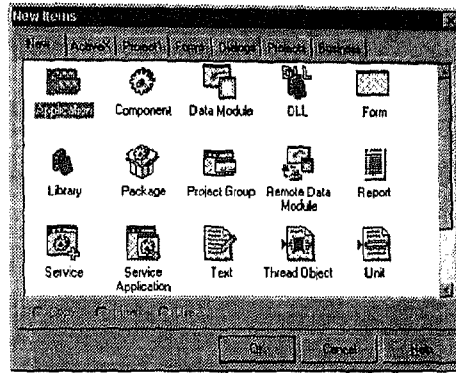 New Items
New ActiveX Project1 Forms Dialogs Projects Business
Application Component Data Module DLL Form
Library Package Project Group Remote Data Module Report
Service Service Application Text Thread Object Unit
OK Cancel Help